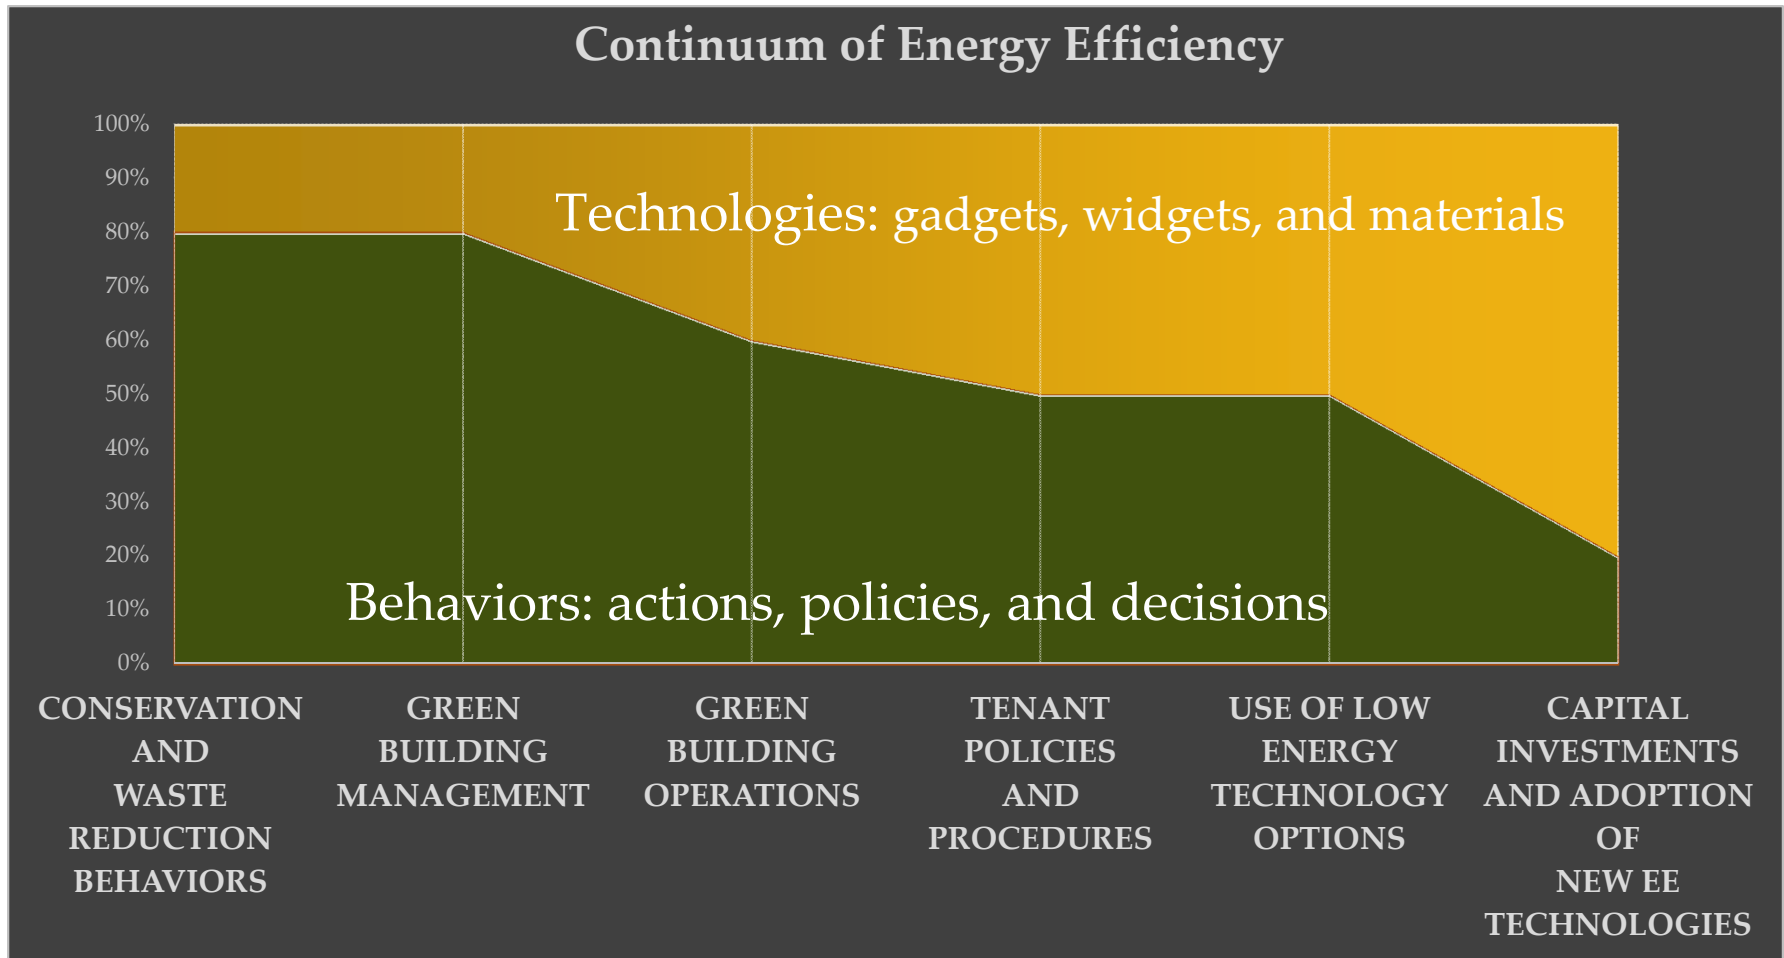 Continuum of Energy Efficiency
100%
90%
80%
70%
60%
50%
40%
30%
20%
10%
0%
Technologies: gadgets, widgets, and materials
Behaviors: actions, policies, and decisions
CONSERVATION
AND
WASTE
REDUCTION
BEHAVIORS
GREEN
BUILDING
MANAGEMENT
GREEN
BUILDING
OPERATIONS
TENANT
POLICIES
AND
PROCEDURES
USE OF LOW
ENERGY
TECHNOLOGY
OPTIONS
CAPITAL
INVESTMENTS
AND ADOPTION
OF
NEW EE
TECHNOLOGIES